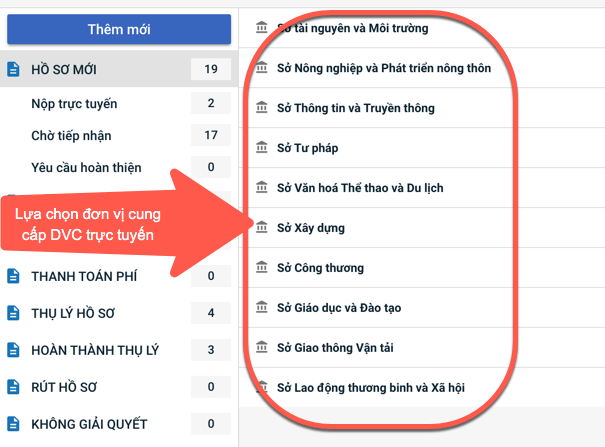 Thêm mới
HỒ SƠ MỚI 19
Nộp trực tuyến 2
Chờ tiếp nhận 17
Yêu cầu hoàn thiện 0
Lựa chọn đơn vị cung
cấp DVC trực tuyến
THANH TOÁN PHÍ 0
THỤ LÝ HỒ SƠ 4
HOÀN THÀNH THỤ LÝ 3
RÚT HỒ SƠ 0
KHÔNG GIẢI QUYẾT 0
Sở tài nguyên và Môi trường
Sở Nông nghiệp và Phát triển nông thôn
Sở Thông tin và Truyền thông
Sở Tư pháp
Sở Văn hoá Thể thao và Du lịch
Sở Xây dựng
Sở Công thương
Sở Giáo dục và Đào tạo
Sở Giao thông Vận tải
Sở Lao động thương binh và Xã hội